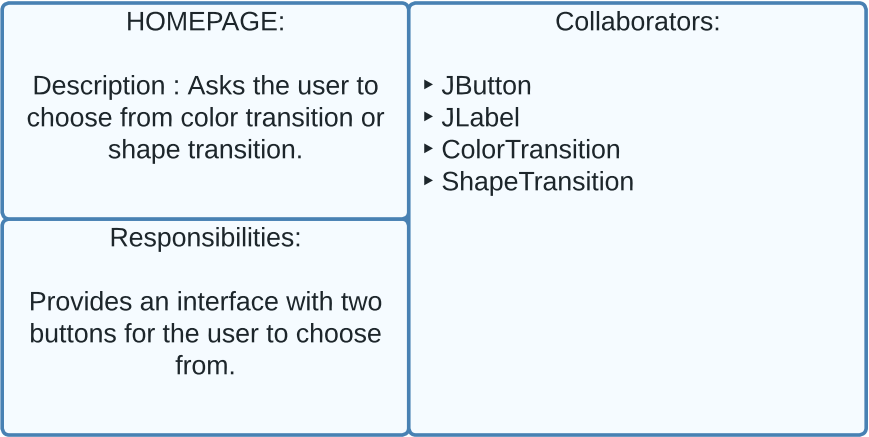 HOMEPAGE:
Description : Asks the user to
choose from color transition or
shape transition.
Responsibilities:
Provides an interface with two
buttons for the user to choose
from.
Collaborators:
‣ JButton
‣ JLabel
‣ ColorTransition
‣ ShapeTransition